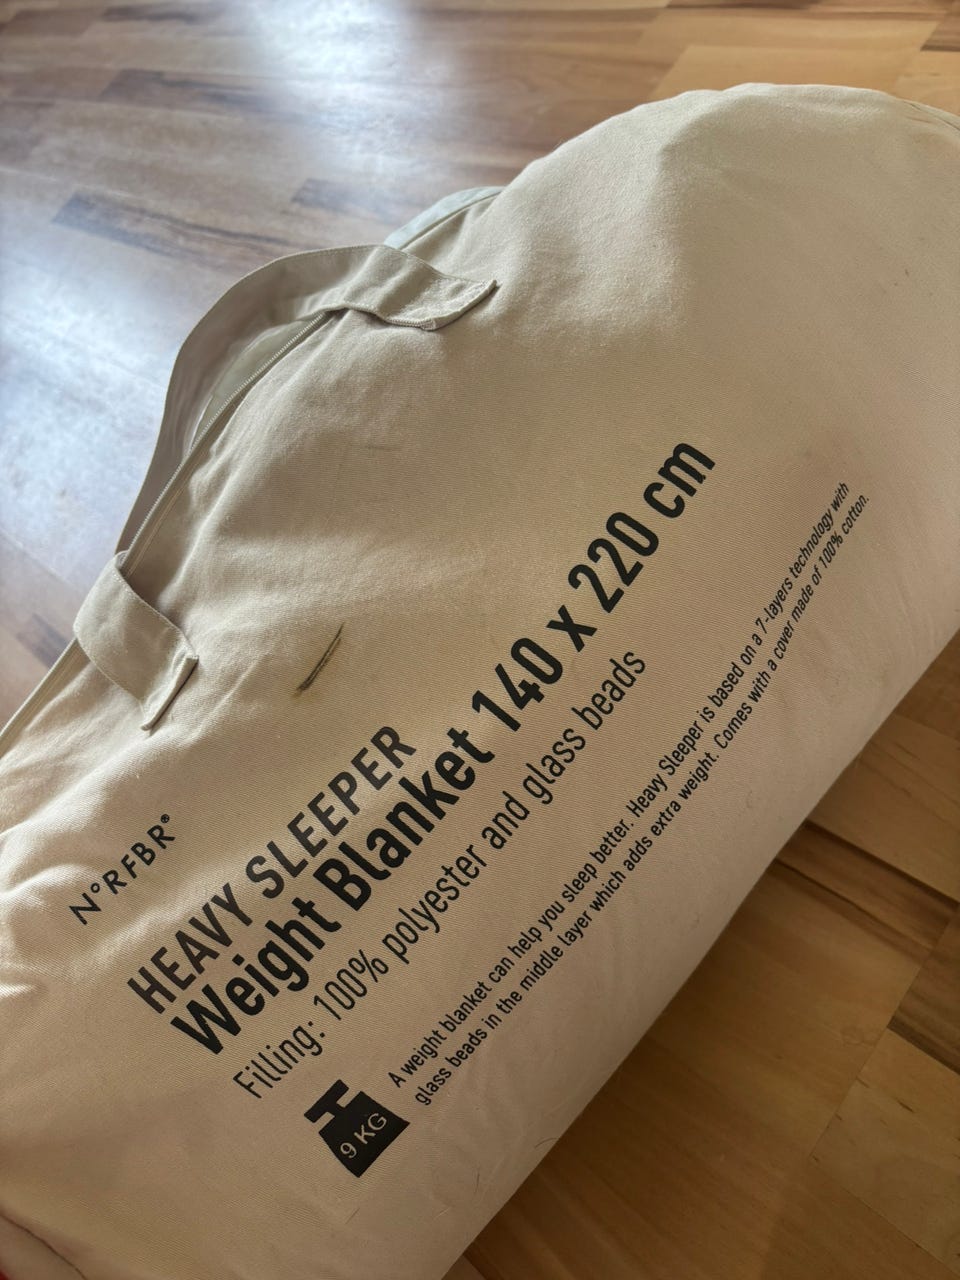 N°RFBR®
HEAVY SLEEPER
Weight Blanket 140 x 220 cm
Filling: 100% polyester and glass beads
9 KG
A weight blanket can help you sleep better. Heavy Sleeper is based on a 7-layers technology with
glass beads in the middle layer which adds extra weight. Comes with a cover made of 100% cotton.